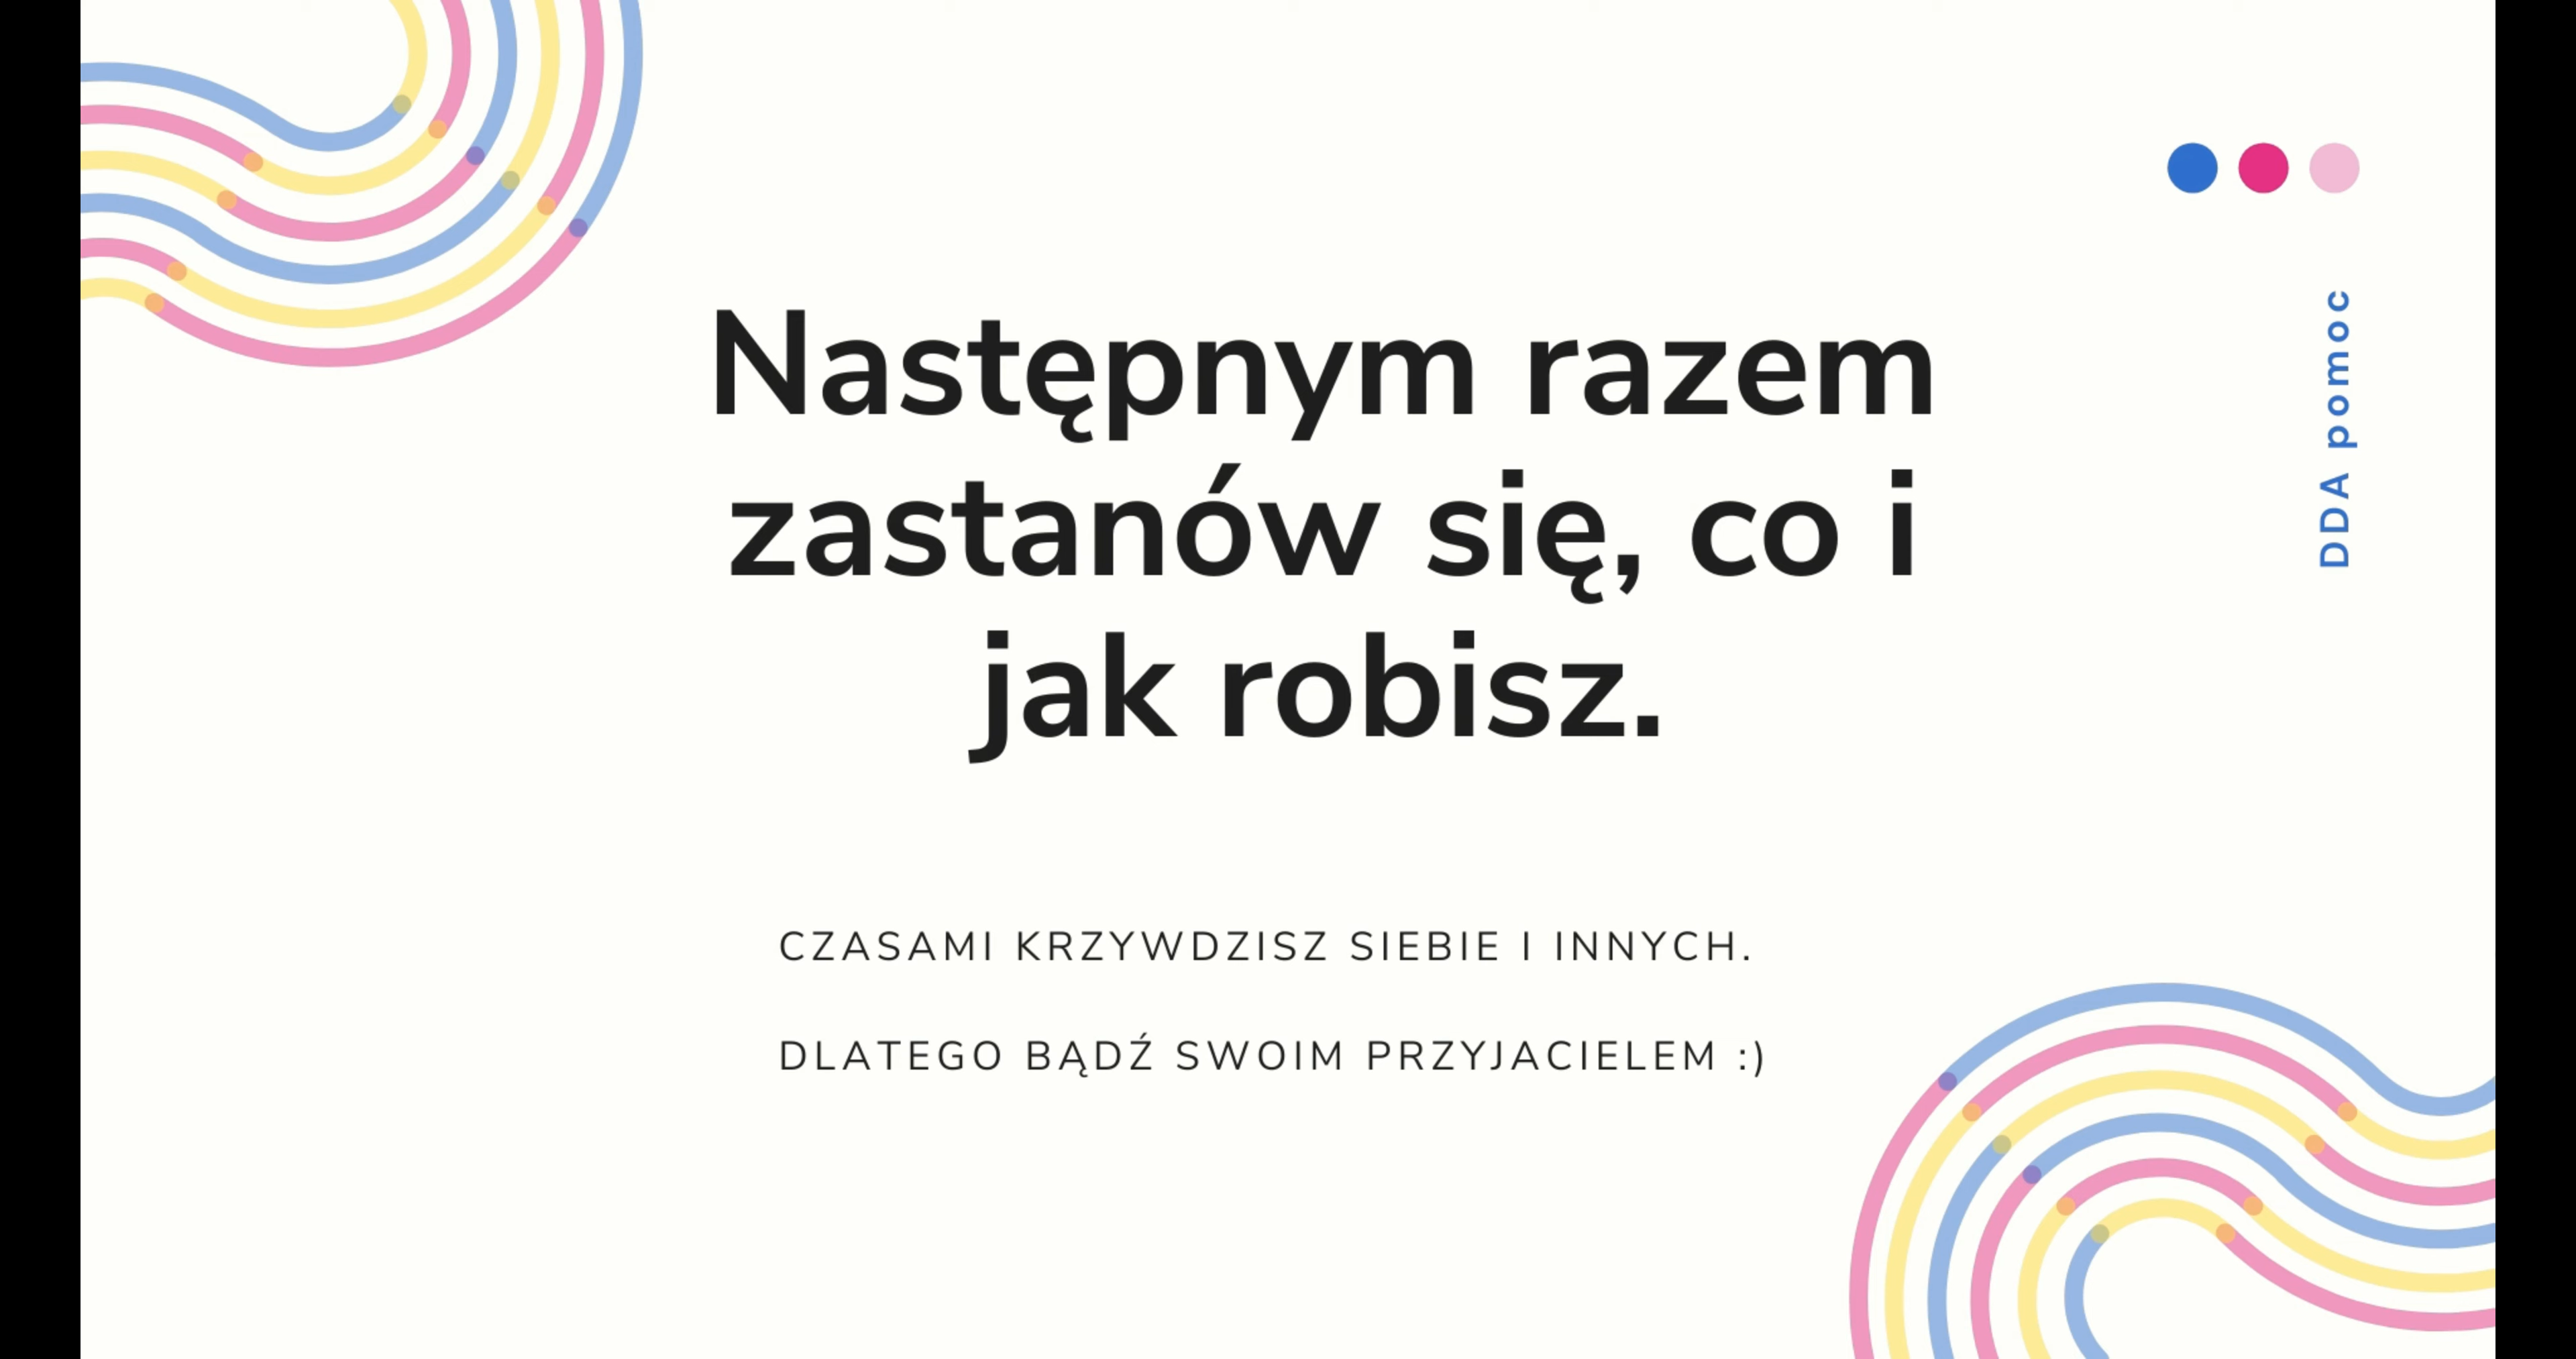 Następnym razem
zastanów się, co i
jak robisz.
DDA pomoc
CZASAMI KRZYWDZISZ SIEBIE I INNYCH.
DLATEGO BĄDŹ SWOIM PRZYJACIELEM :)